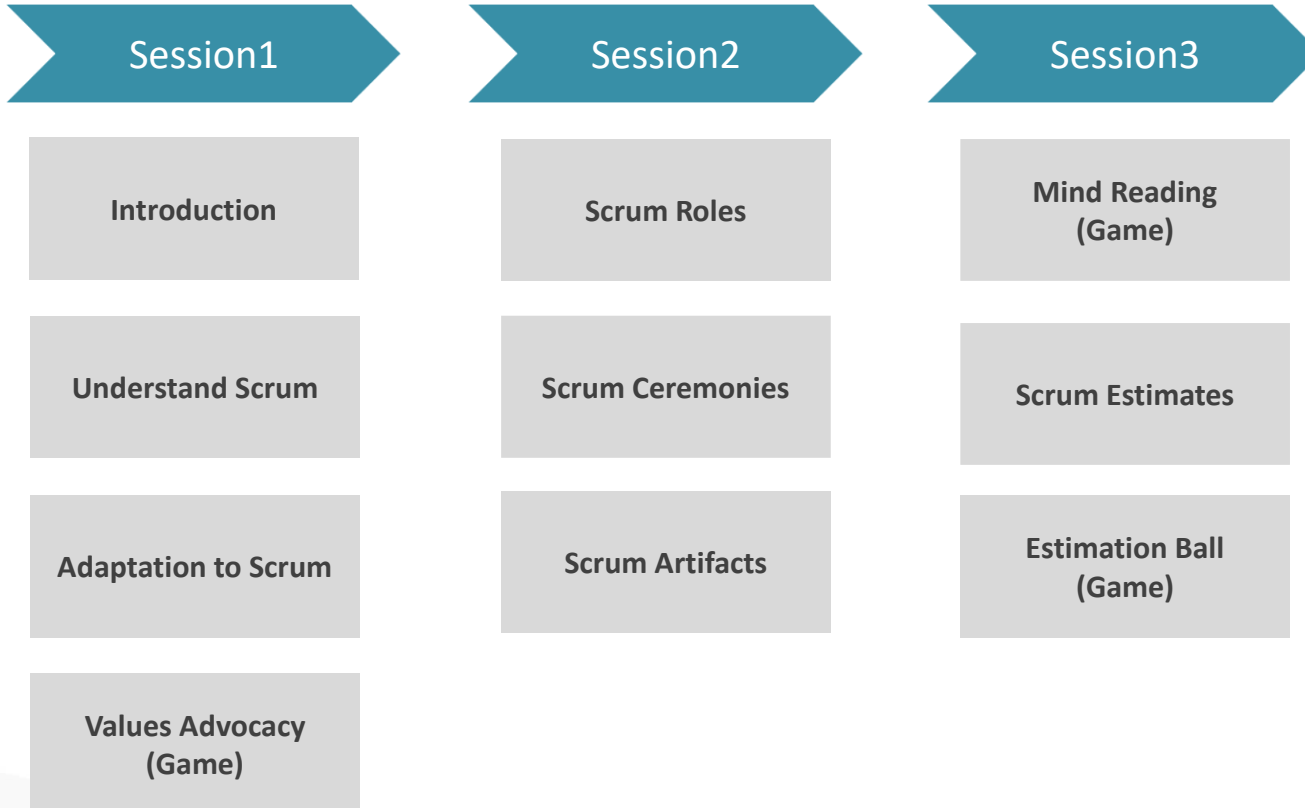 Session1
Introduction
Understand Scrum
Adaptation to Scrum
Values Advocacy
(Game)
Session2
Scrum Roles
Scrum Ceremonies
Scrum Artifacts
Session3
Mind Reading
(Game)
Scrum Estimates
Estimation Ball
(Game)